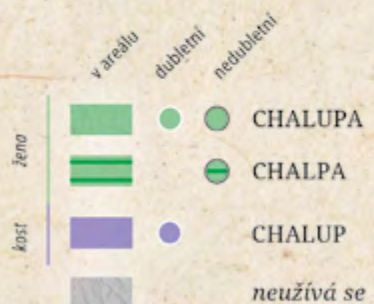 v areálu
dubletní
nedubletní
žena
CHALUPA
CHALPA
kost
CHALUP
neužívá se